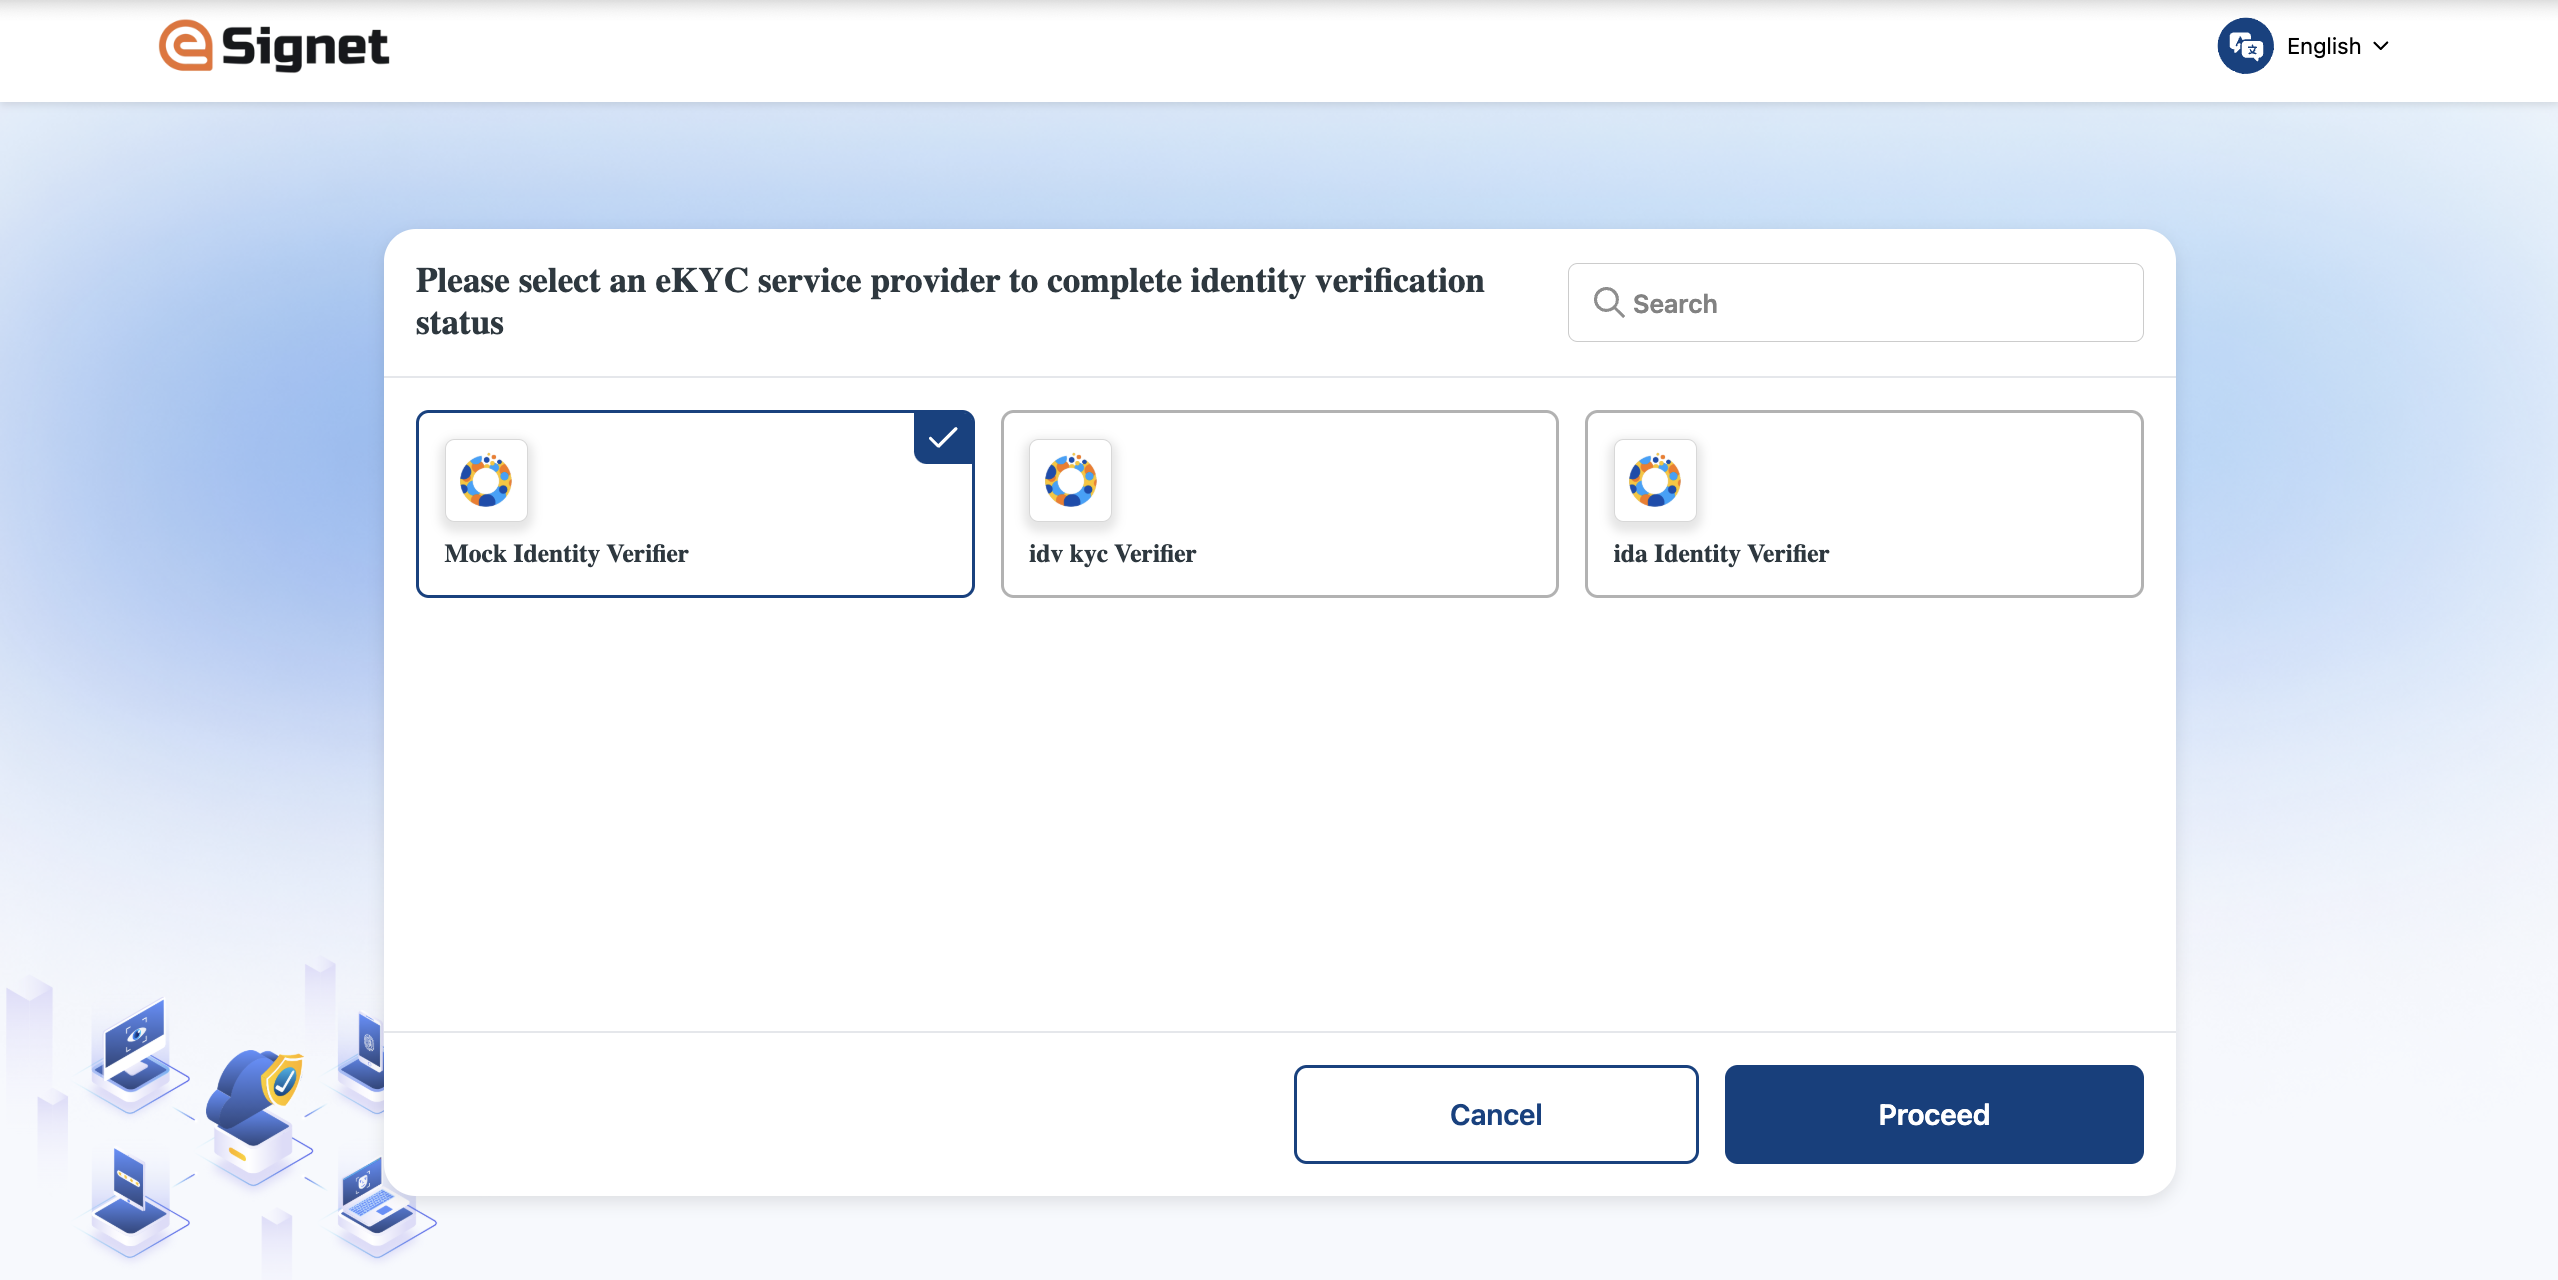 eSignet
English
Please select an eKYC service provider to complete identity verification
status
Search
Mock Identity Verifier
idv kyc Verifier
ida Identity Verifier
Cancel
Proceed